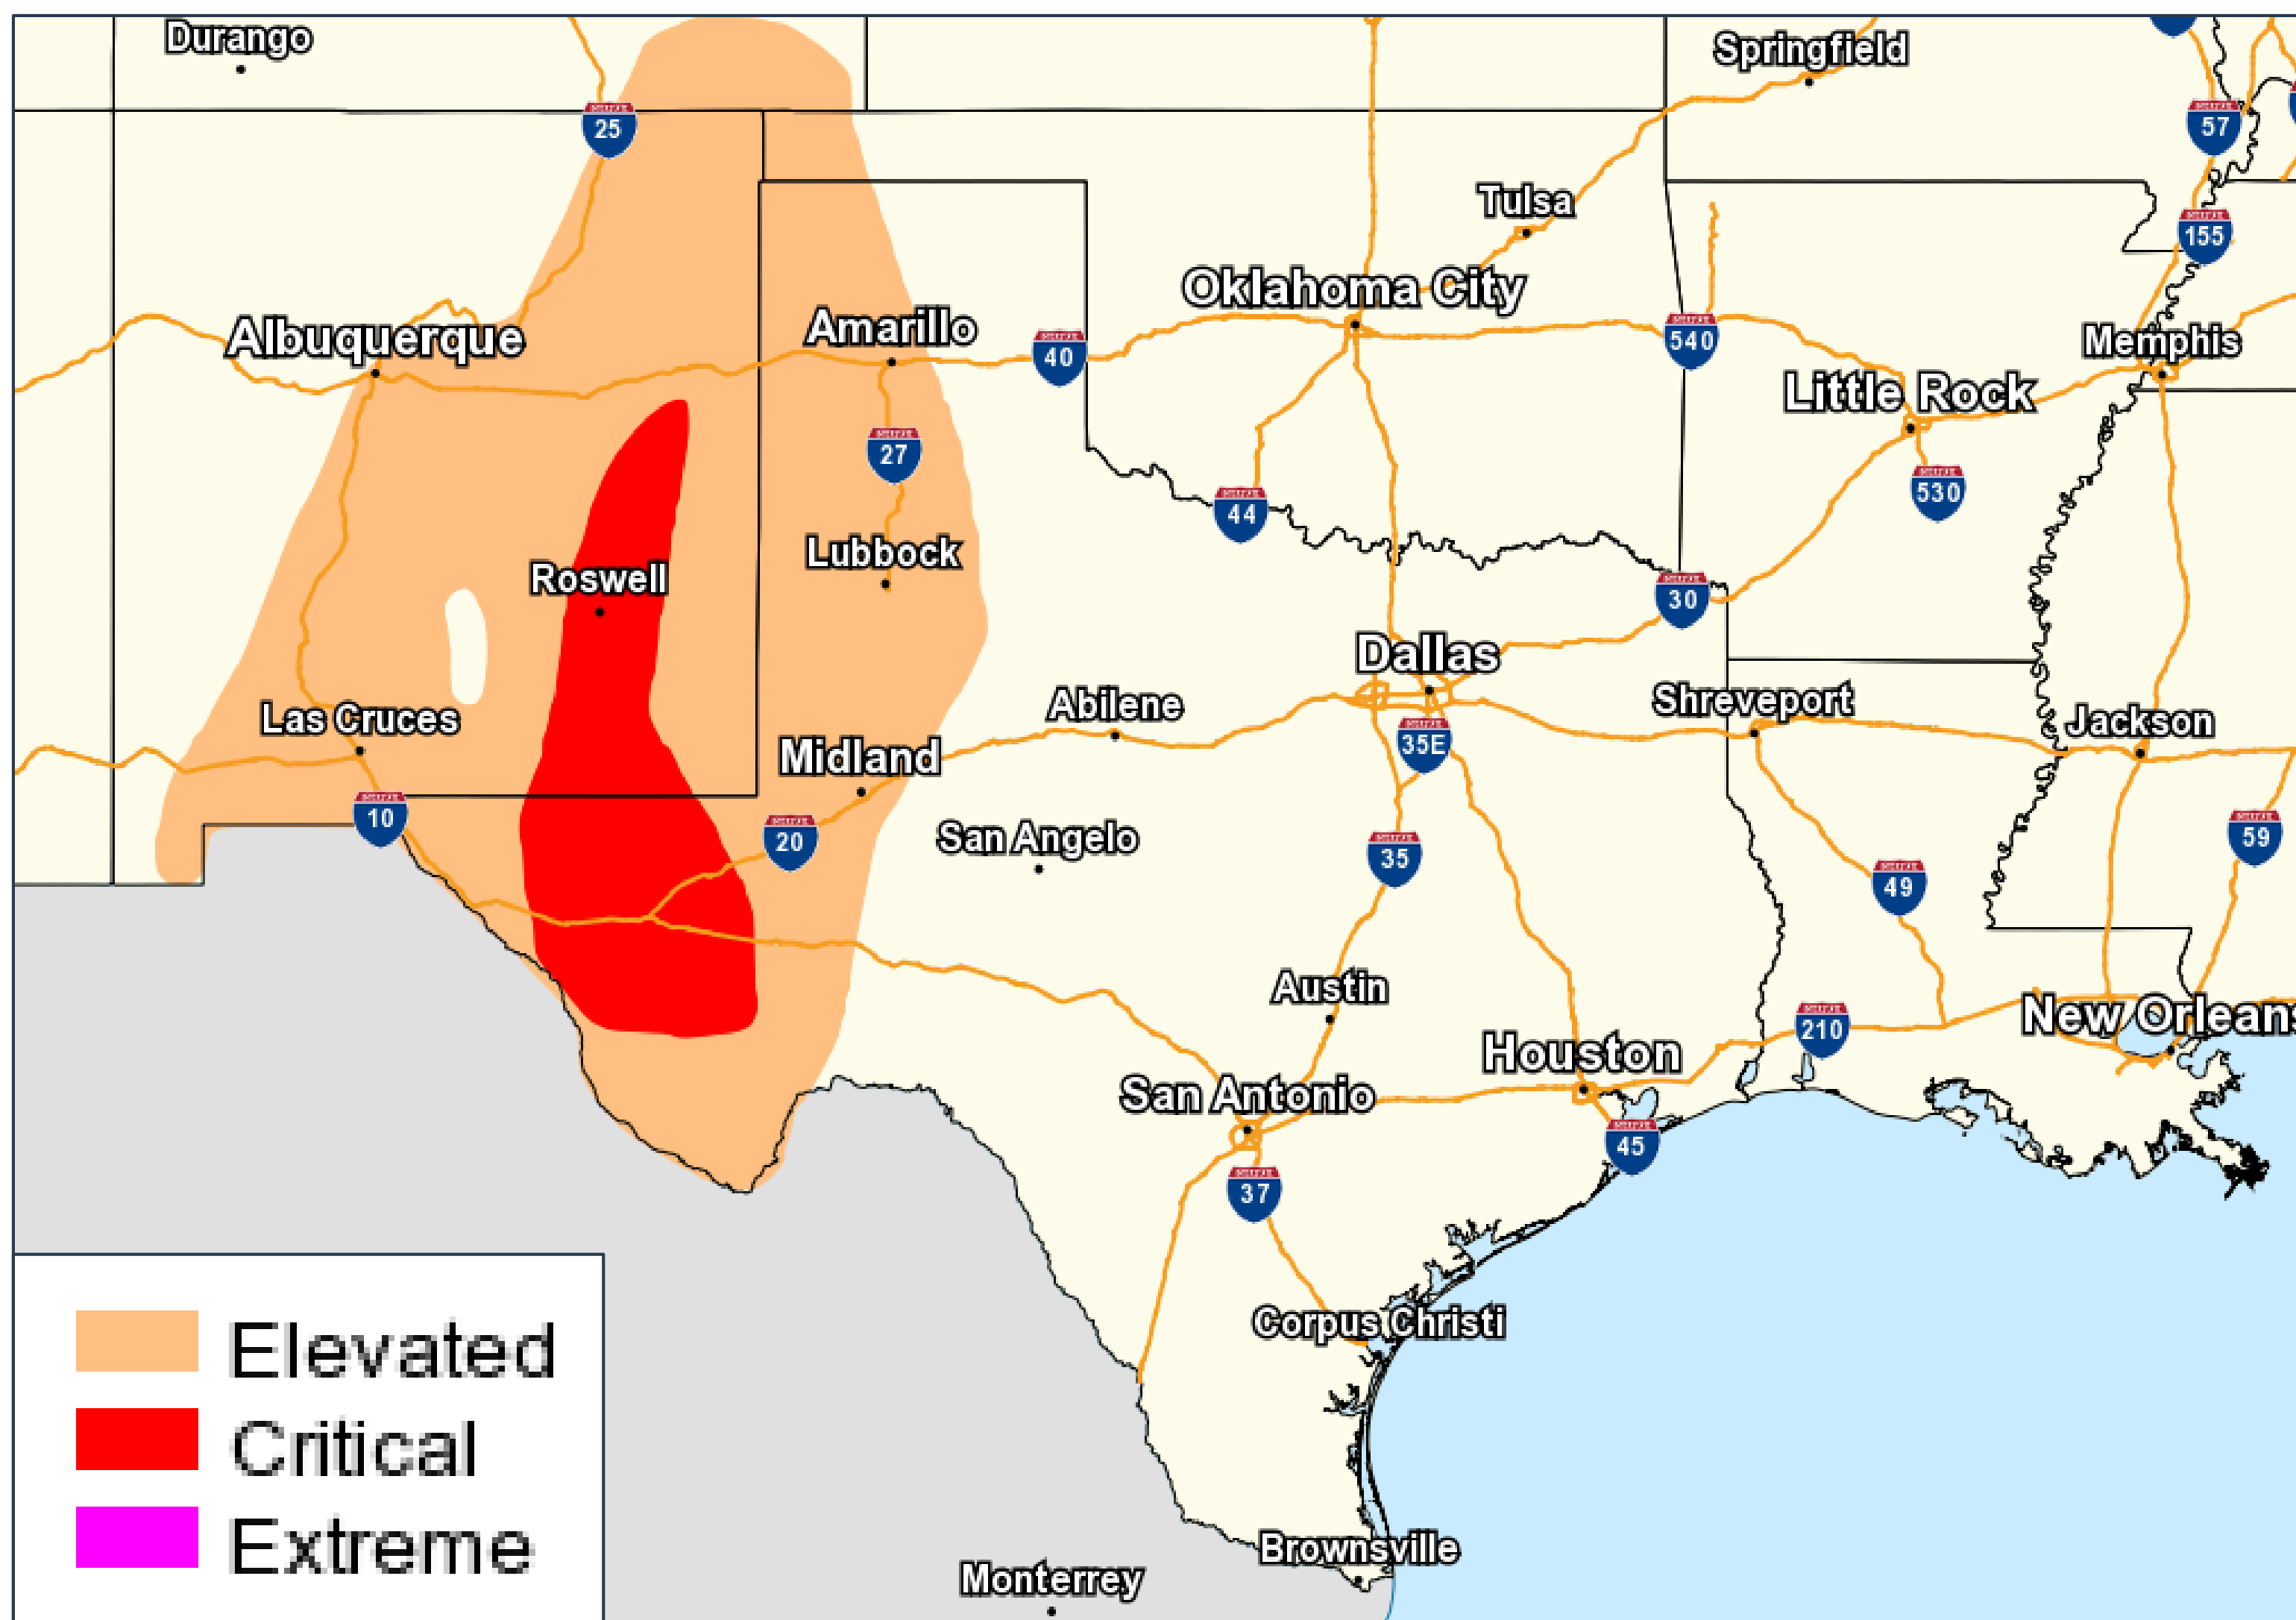 Durango
Springfield
25
57
Tulsa
155
Oklahoma City
Albuquerque
Amarillo
40
540
Memphis
Little Rock
27
530
44
Lubbock
Roswell
30
Dallas
Las Cruces
Abilene
Shreveport
Jackson
35E
Midland
10
20
San Angelo
35
59
49
Austin
New Orleans
210
Houston
San Antonio
45
37
Corpus Christi
Elevated
Critical
Extreme
Brownsville
Monterrey